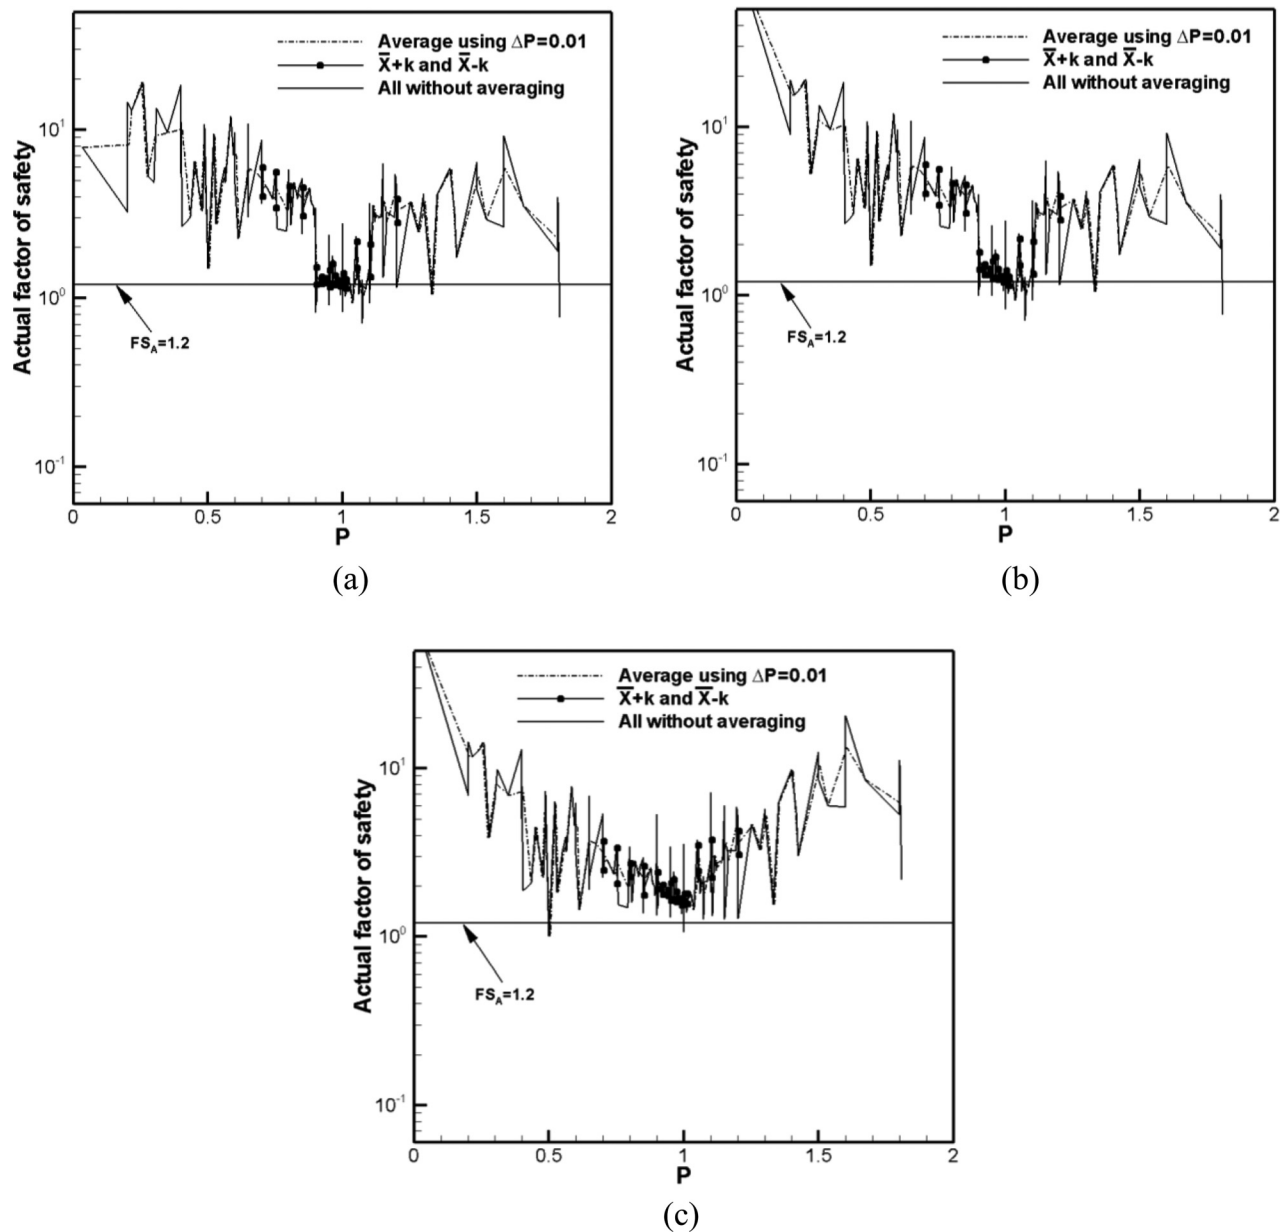 Average using ΔP=0.01
X̅+k and X̅-k
All without averaging
Actual factor of safety
10¹
10⁰
10⁻¹
FS_A=1.2
0 0.5 1 1.5 2
P
(a)
Average using ΔP=0.01
X̅+k and X̅-k
All without averaging
Actual factor of safety
10¹
10⁰
10⁻¹
FS_A=1.2
0 0.5 1 1.5 2
P
(b)
Average using ΔP=0.01
X̅+k and X̅-k
All without averaging
Actual factor of safety
10¹
10⁰
10⁻¹
FS_A=1.2
0 0.5 1 1.5 2
P
(c)